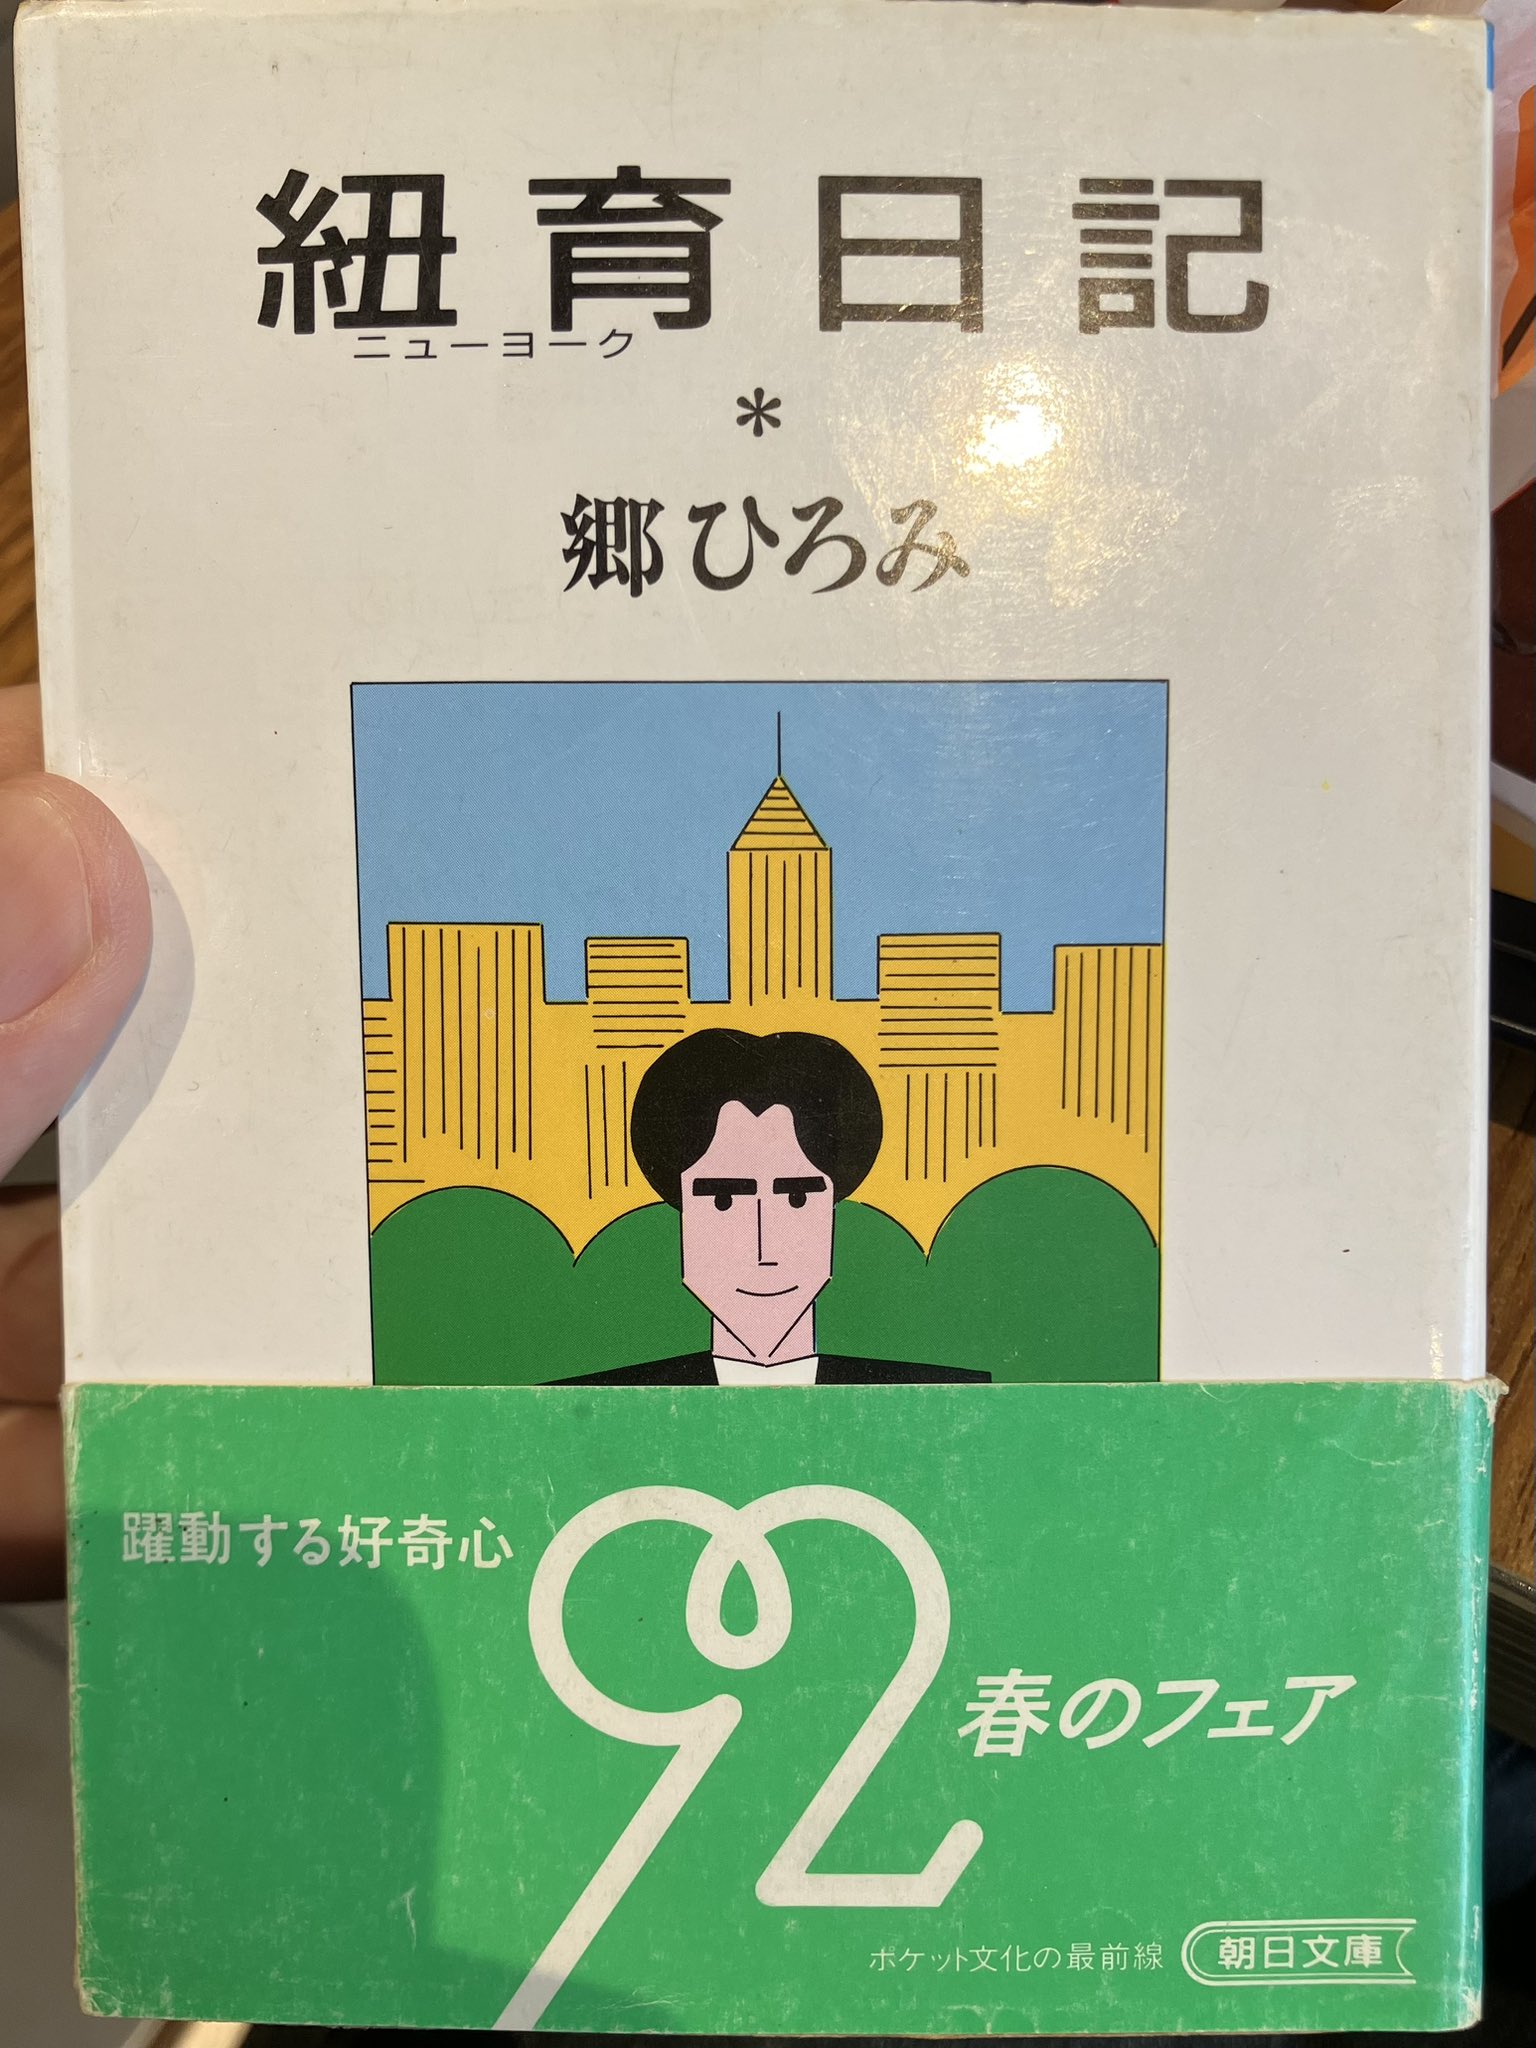 紐育日記
ニューヨーク
*
郷ひろみ
躍動する好奇心
92
春のフェア
ポケット文化の最前線
朝日文庫